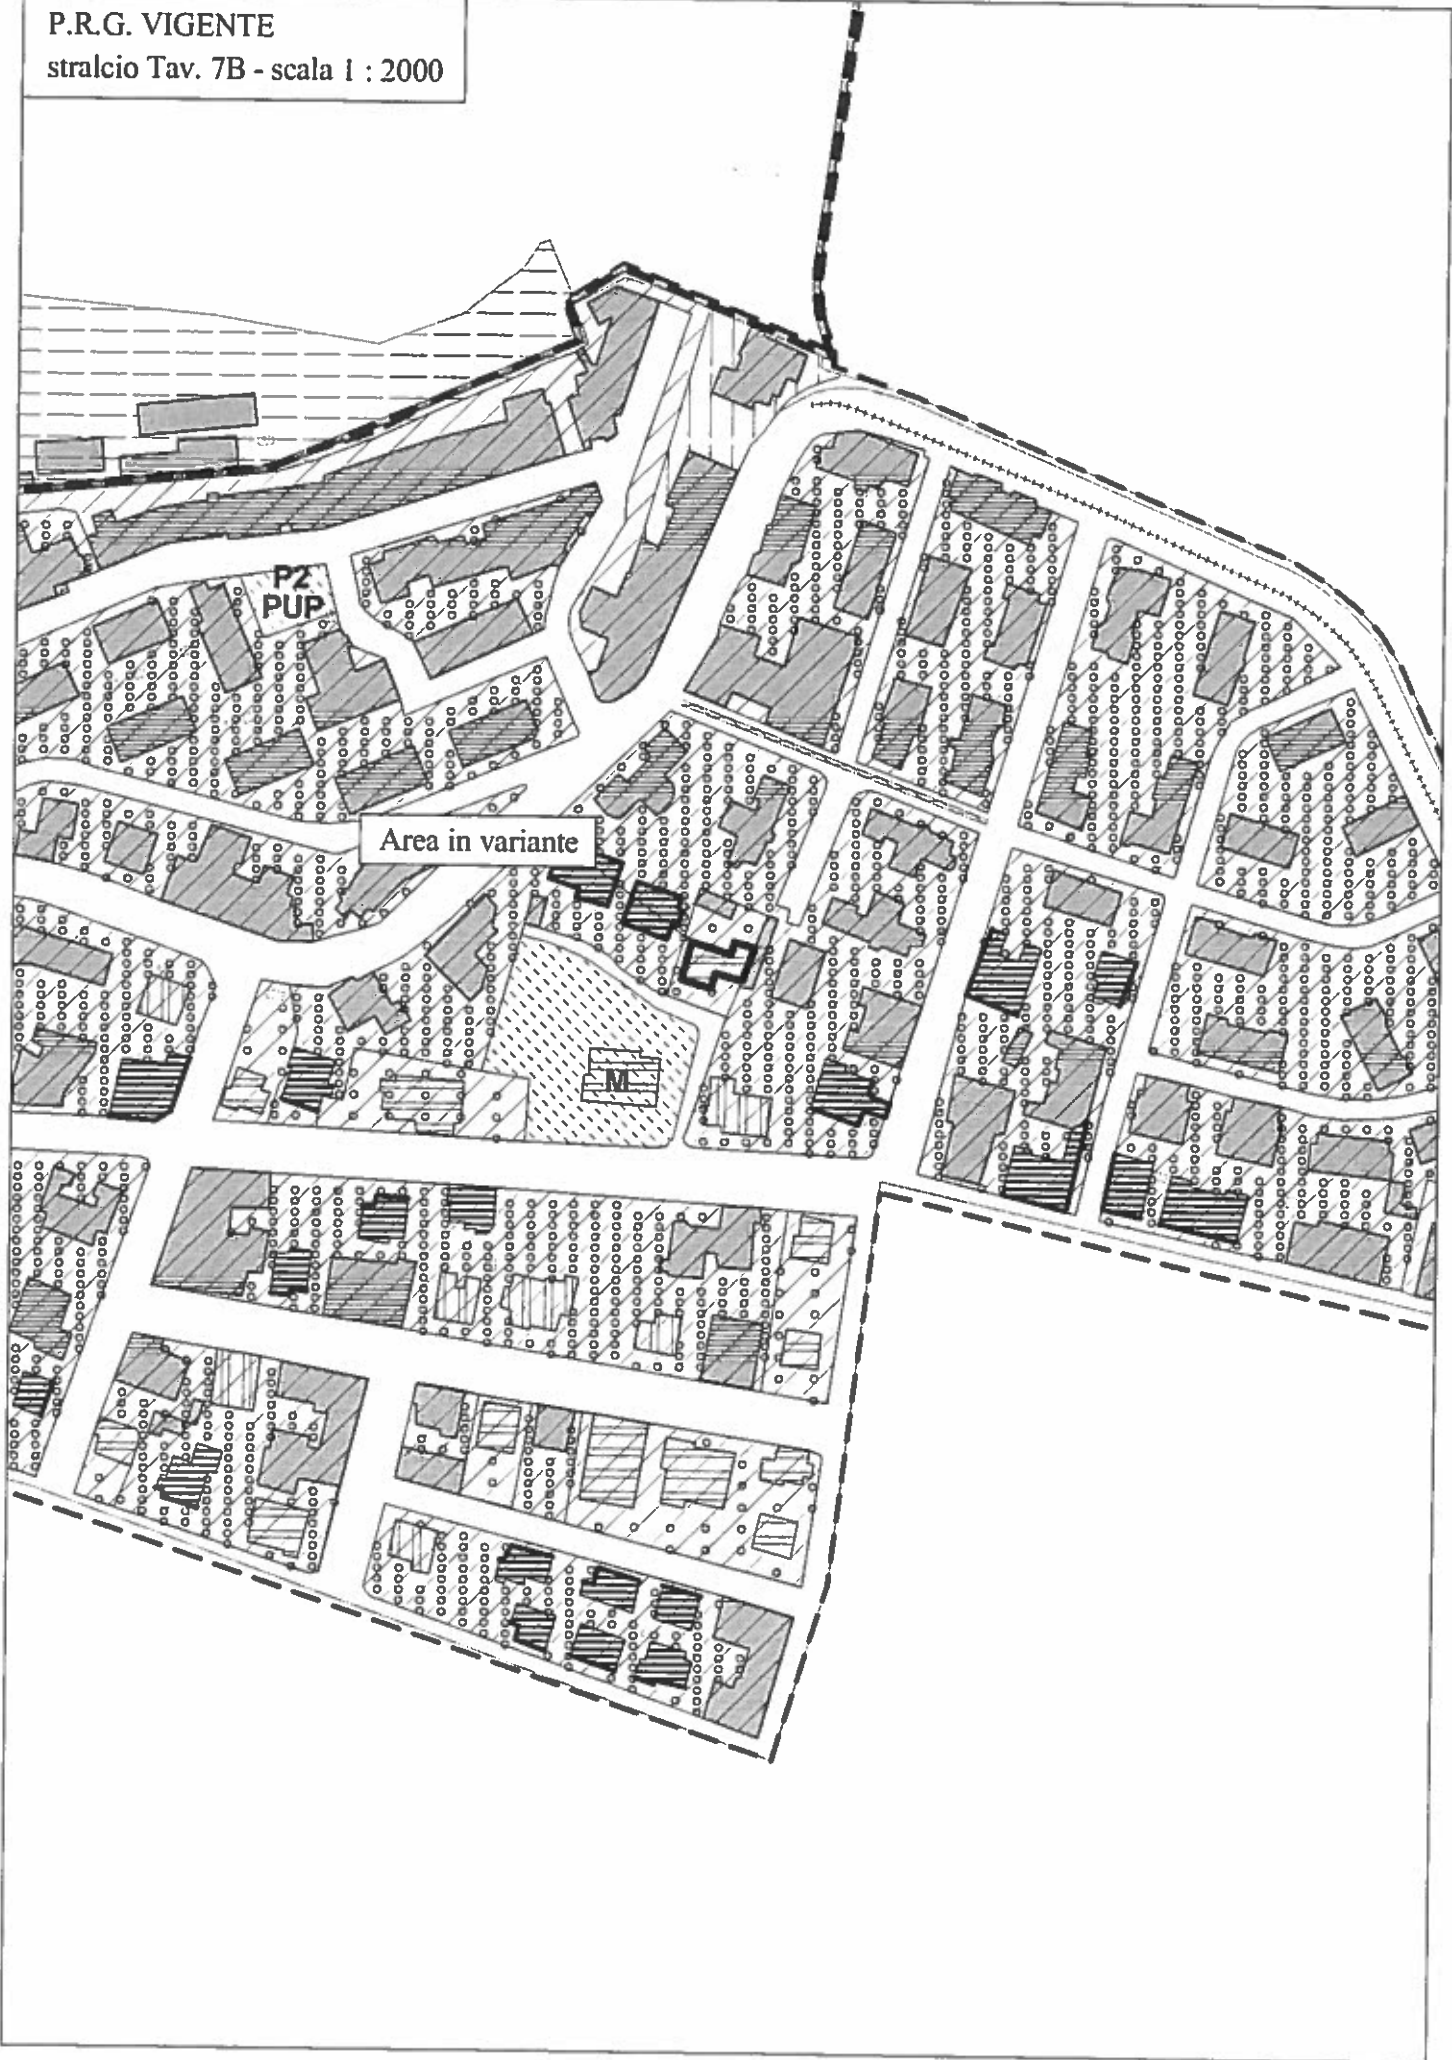 P.R.G. VIGENTE
stralcio Tav. 7B - scala 1 : 2000
P2
PUP
Area in variante
M